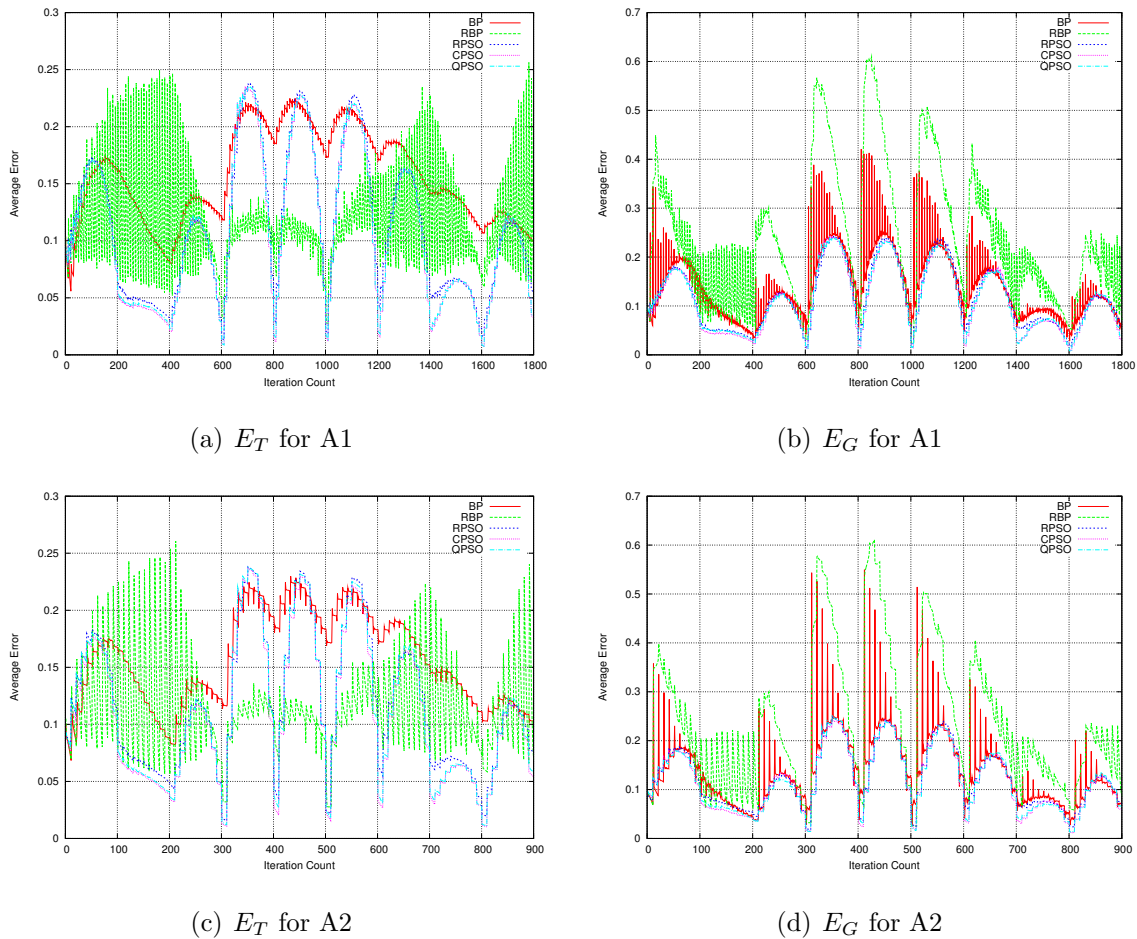 0.3
0.25
0.2
0.15
0.1
0.05
0
Average Error
0 200 400 600 800 1000 1200 1400 1600 1800
Iteration Count
BP
RBP
RPSO
CPSO
QPSO
(a) E_T for A1
0.7
0.6
0.5
0.4
0.3
0.2
0.1
0
Average Error
0 200 400 600 800 1000 1200 1400 1600 1800
Iteration Count
BP
RBP
RPSO
CPSO
QPSO
(b) E_G for A1
0.3
0.25
0.2
0.15
0.1
0.05
0
Average Error
0 100 200 300 400 500 600 700 800 900
Iteration Count
BP
RBP
RPSO
CPSO
QPSO
(c) E_T for A2
0.7
0.6
0.5
0.4
0.3
0.2
0.1
0
Average Error
0 100 200 300 400 500 600 700 800 900
Iteration Count
BP
RBP
RPSO
CPSO
QPSO
(d) E_G for A2